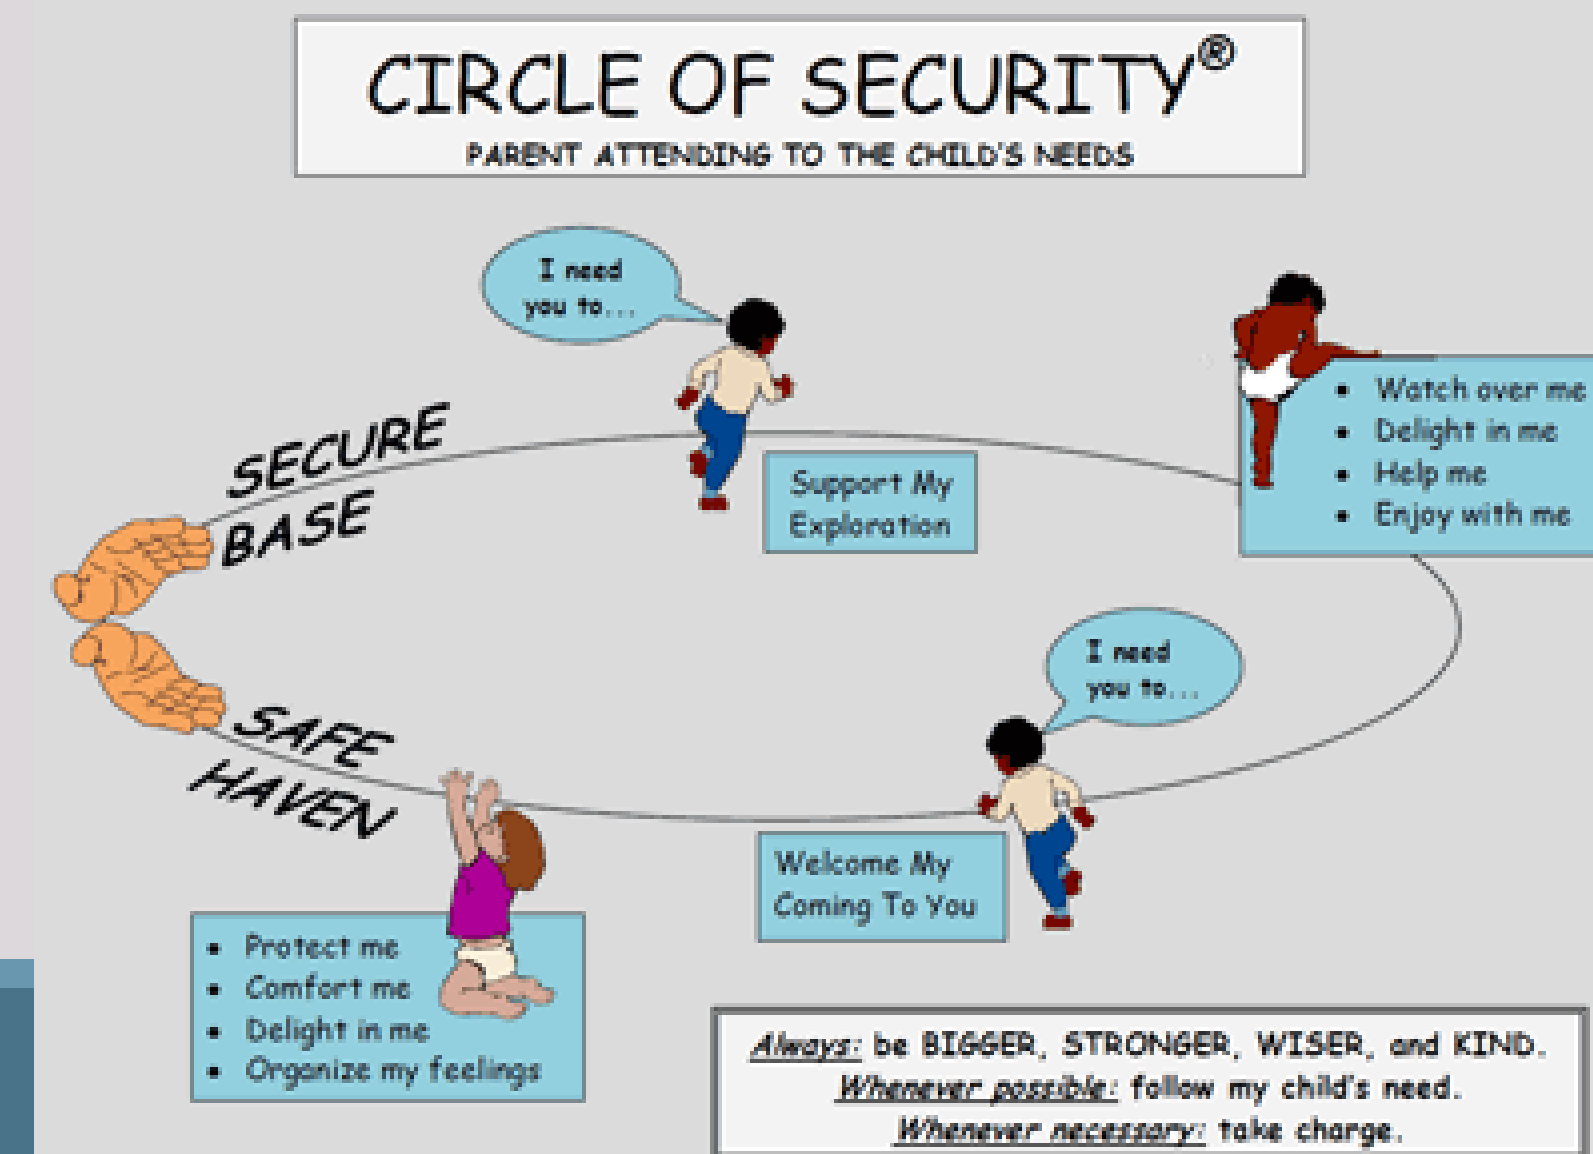 CIRCLE OF SECURITY®
PARENT ATTENDING TO THE CHILD'S NEEDS
I need
you to...
SECURE
BASE
Support My
Exploration
• Watch over me
• Delight in me
• Help me
• Enjoy with me
I need
you to...
SAFE
HAVEN
Welcome My
Coming To You
• Protect me
• Comfort me
• Delight in me
• Organize my feelings
Always: be BIGGER, STRONGER, WISER, and KIND.
Whenever possible: follow my child's need.
Whenever necessary: take charge.